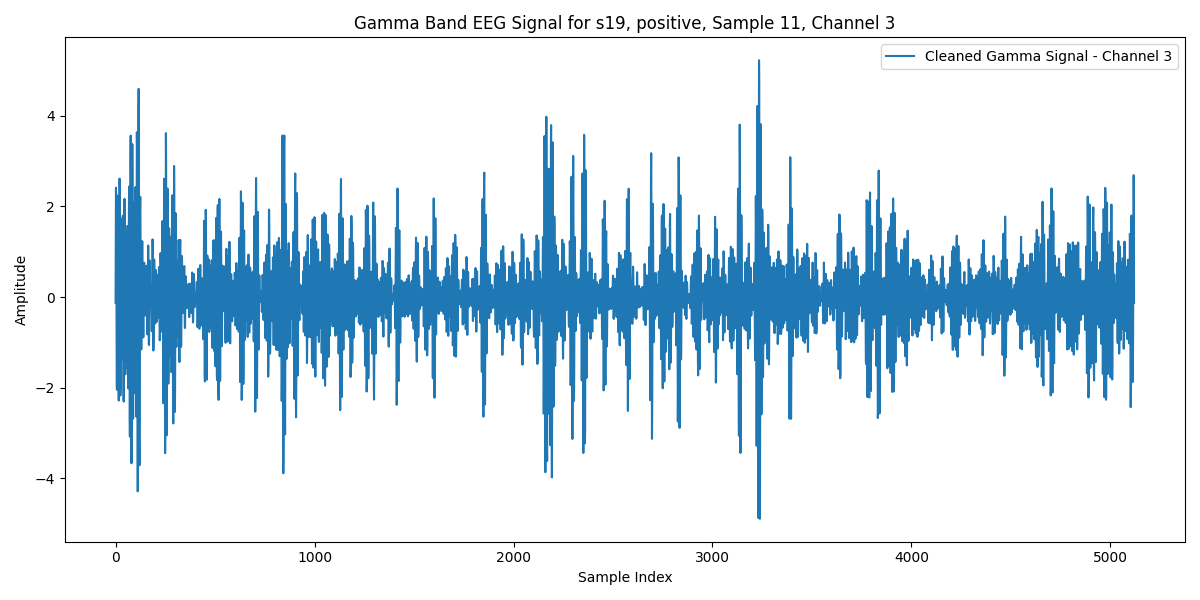 Gamma Band EEG Signal for s19, positive, Sample 11, Channel 3
Cleaned Gamma Signal - Channel 3
Amplitude
4
2
0
−2
−4
0 1000 2000 3000 4000 5000
Sample Index